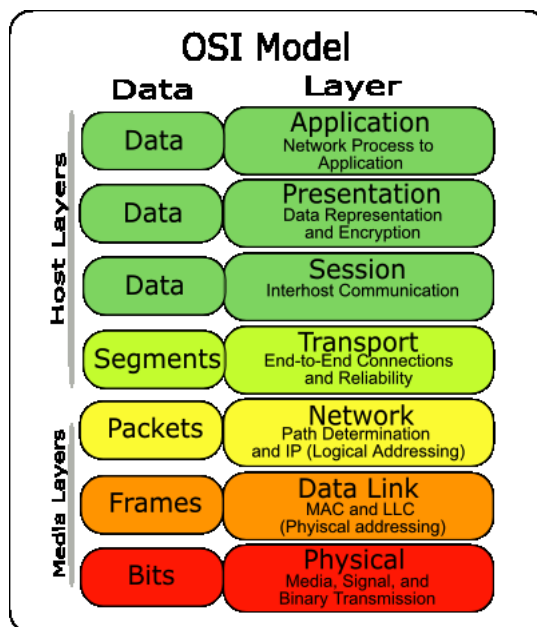 OSI Model
Data Layer
Host Layers
Data
Application
Network Process to
Application
Data
Presentation
Data Representation
and Encryption
Data
Session
Interhost Communication
Segments
Transport
End-to-End Connections
and Reliability
Media Layers
Packets
Network
Path Determination
and IP (Logical Addressing)
Frames
Data Link
MAC and LLC
(Phyiscal addressing)
Bits
Physical
Media, Signal, and
Binary Transmission